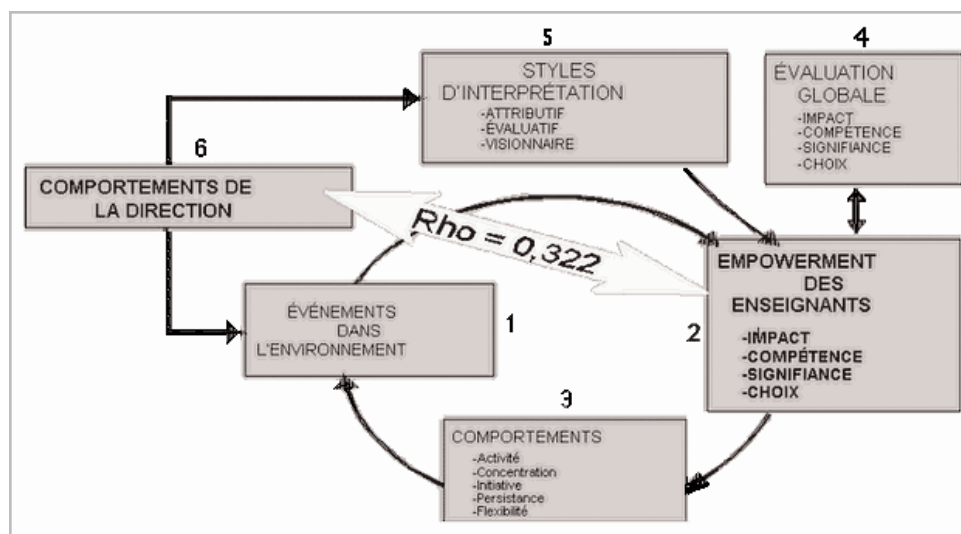 5
STYLES
D'INTERPRÉTATION
-ATTRIBUTIF
-ÉVALUATIF
-VISIONNAIRE
4
ÉVALUATION
GLOBALE
-IMPACT
-COMPÉTENCE
-SIGNIFIANCE
-CHOIX
6
COMPORTEMENTS DE
LA DIRECTION
Rho = 0,322
ÉVÉNEMENTS
DANS
L'ENVIRONNEMENT
1
2
EMPOWERMENT
DES
ENSEIGNANTS
-IMPACT
-COMPÉTENCE
-SIGNIFIANCE
-CHOIX
3
COMPORTEMENTS
-Activité
-Concentration
-Initiative
-Persistance
-Flexibilité